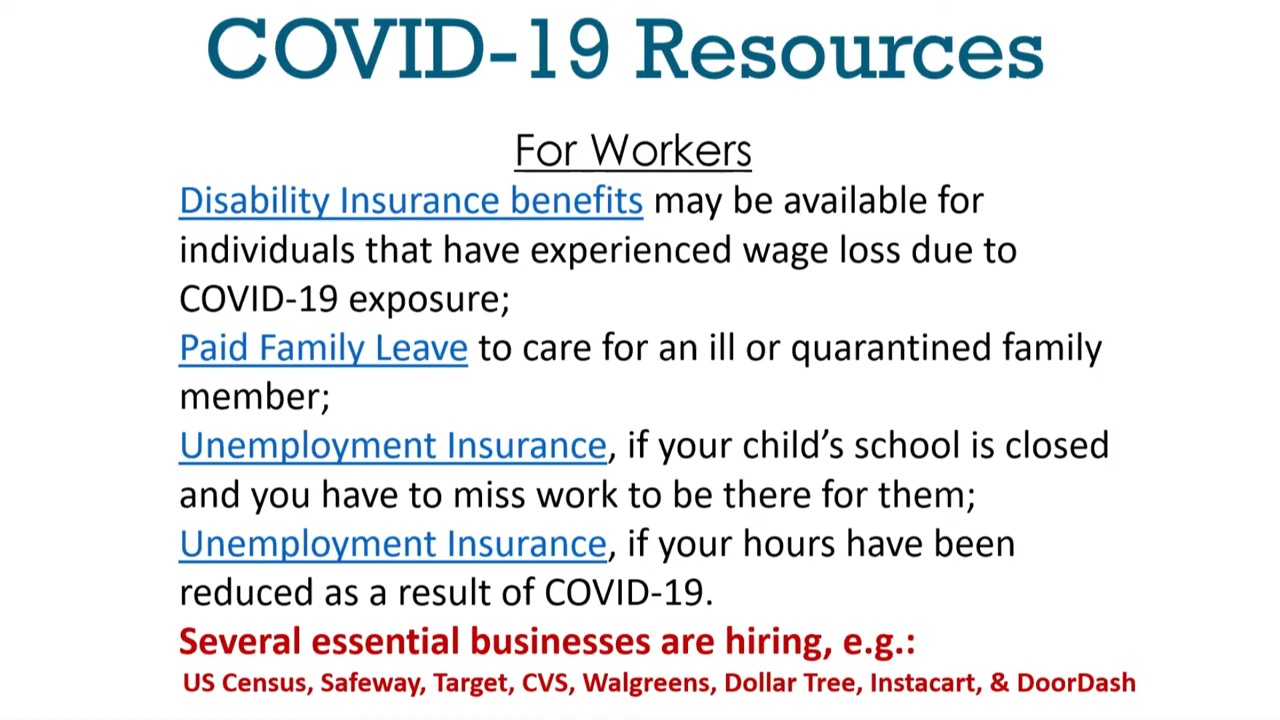 COVID-19 Resources
For Workers
Disability Insurance benefits may be available for
individuals that have experienced wage loss due to
COVID-19 exposure;
Paid Family Leave to care for an ill or quarantined family
member;
Unemployment Insurance, if your child’s school is closed
and you have to miss work to be there for them;
Unemployment Insurance, if your hours have been
reduced as a result of COVID-19.
Several essential businesses are hiring, e.g.:
US Census, Safeway, Target, CVS, Walgreens, Dollar Tree, Instacart, & DoorDash